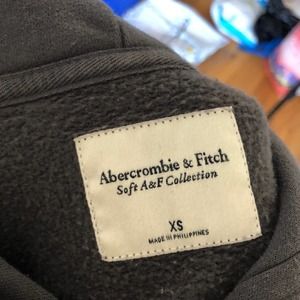 Abercrombie & Fitch
Soft A&F Collection
XS
MADE IN PHILIPPINES